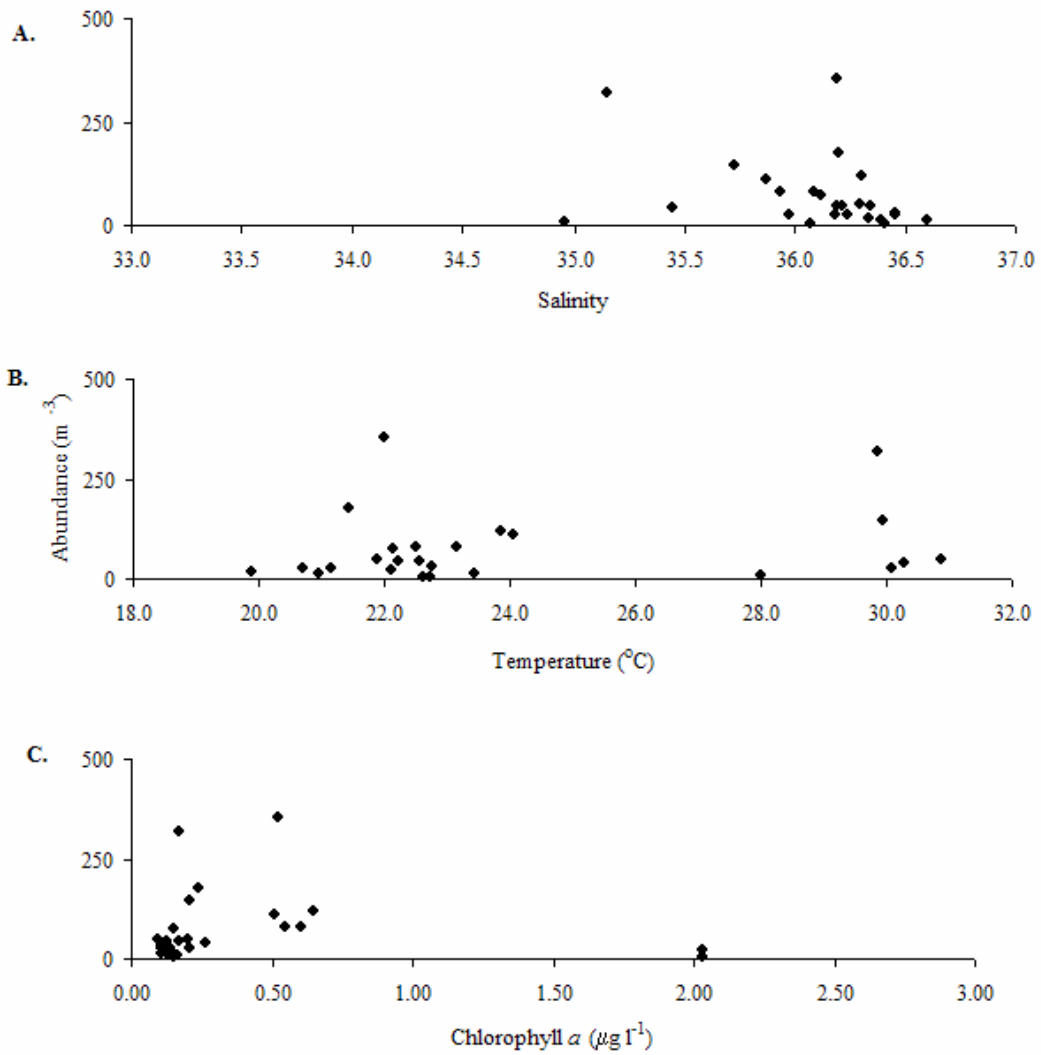 A.
500
250
0
33.0 33.5 34.0 34.5 35.0 35.5 36.0 36.5 37.0
Salinity
B.
Abundance (m⁻³)
500
250
0
18.0 20.0 22.0 24.0 26.0 28.0 30.0 32.0
Temperature (°C)
C.
500
250
0
0.00 0.50 1.00 1.50 2.00 2.50 3.00
Chlorophyll a (µg l⁻¹)